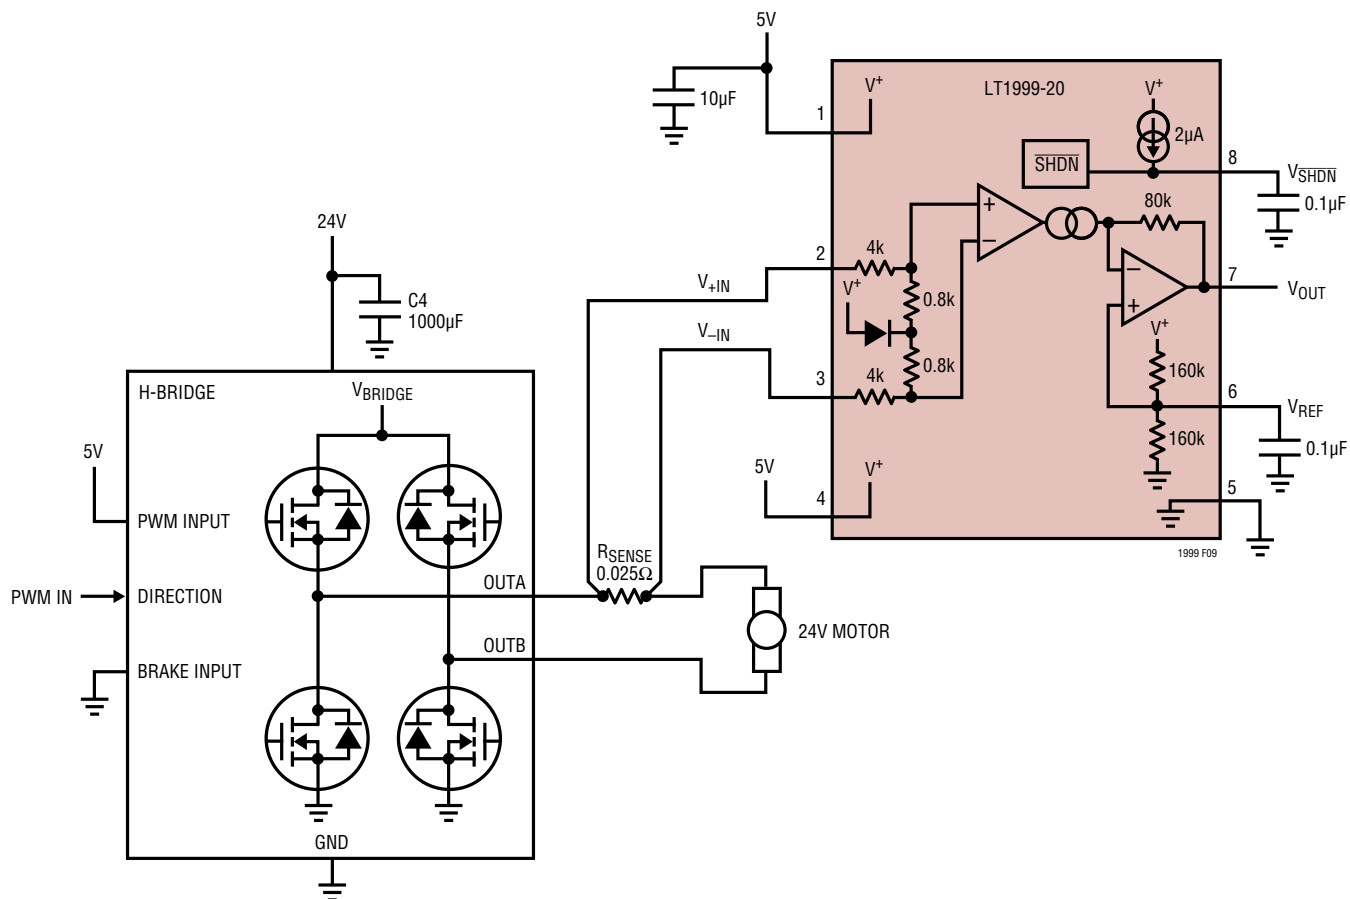 5V
10µF
V+
LT1999-20
V+
2µA
1
SHDN
8
VSHDN
0.1µF
80k
24V
C4
1000µF
2
4k
V+IN
V+
0.8k
7
VOUT
V–IN
0.8k
V+
160k
3
4k
6
VREF
160k
0.1µF
5V
V+
4
5
1999 F09
H-BRIDGE
VBRIDGE
5V
PWM INPUT
PWM IN
DIRECTION
BRAKE INPUT
OUTA
OUTB
RSENSE
0.025Ω
24V MOTOR
GND
+
–
–
+